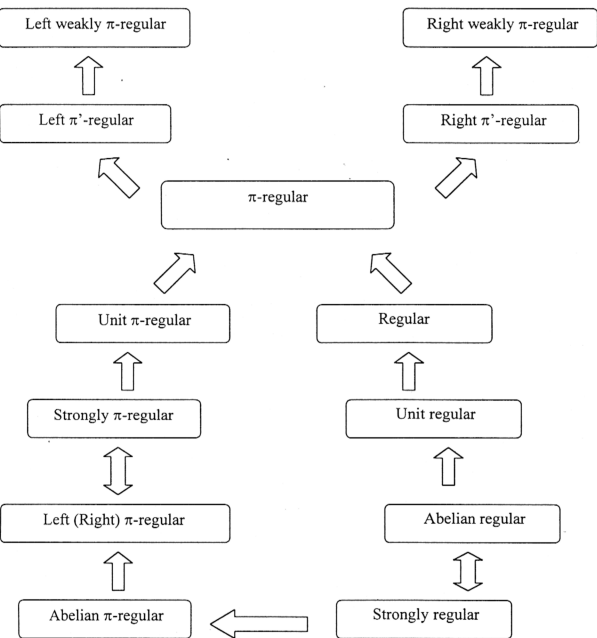 Left weakly π-regular
Right weakly π-regular
Left π'-regular
Right π'-regular
π-regular
Unit π-regular
Regular
Strongly π-regular
Unit regular
Left (Right) π-regular
Abelian regular
Abelian π-regular
Strongly regular